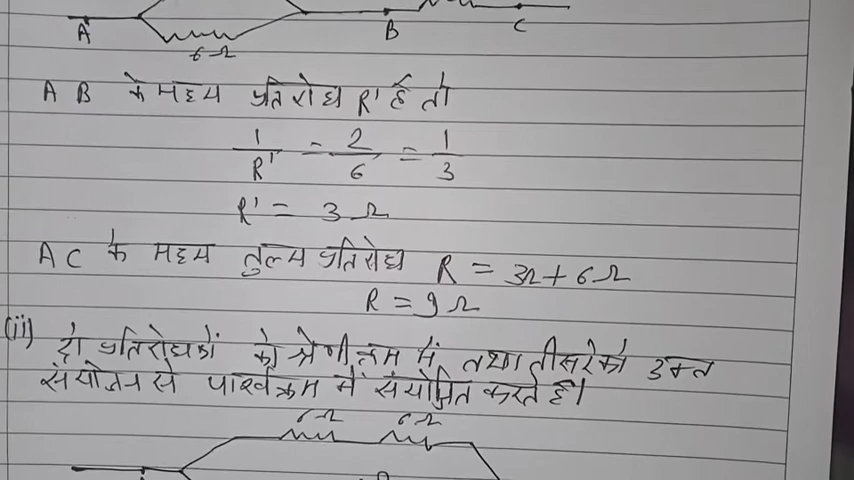 A B C
6Ω
A B के मध्य प्रतिरोध R' है तो
1/R' = 2/6 = 1/3
R' = 3Ω
AC के मध्य तुल्य प्रतिरोध R = 3Ω + 6Ω
R = 9Ω
(ii) दो प्रतिरोधकों को श्रेणीक्रम में तथा तीसरे को उक्त
संयोजन से पार्श्वक्रम में संयोजित करते हैं।
6Ω 6Ω